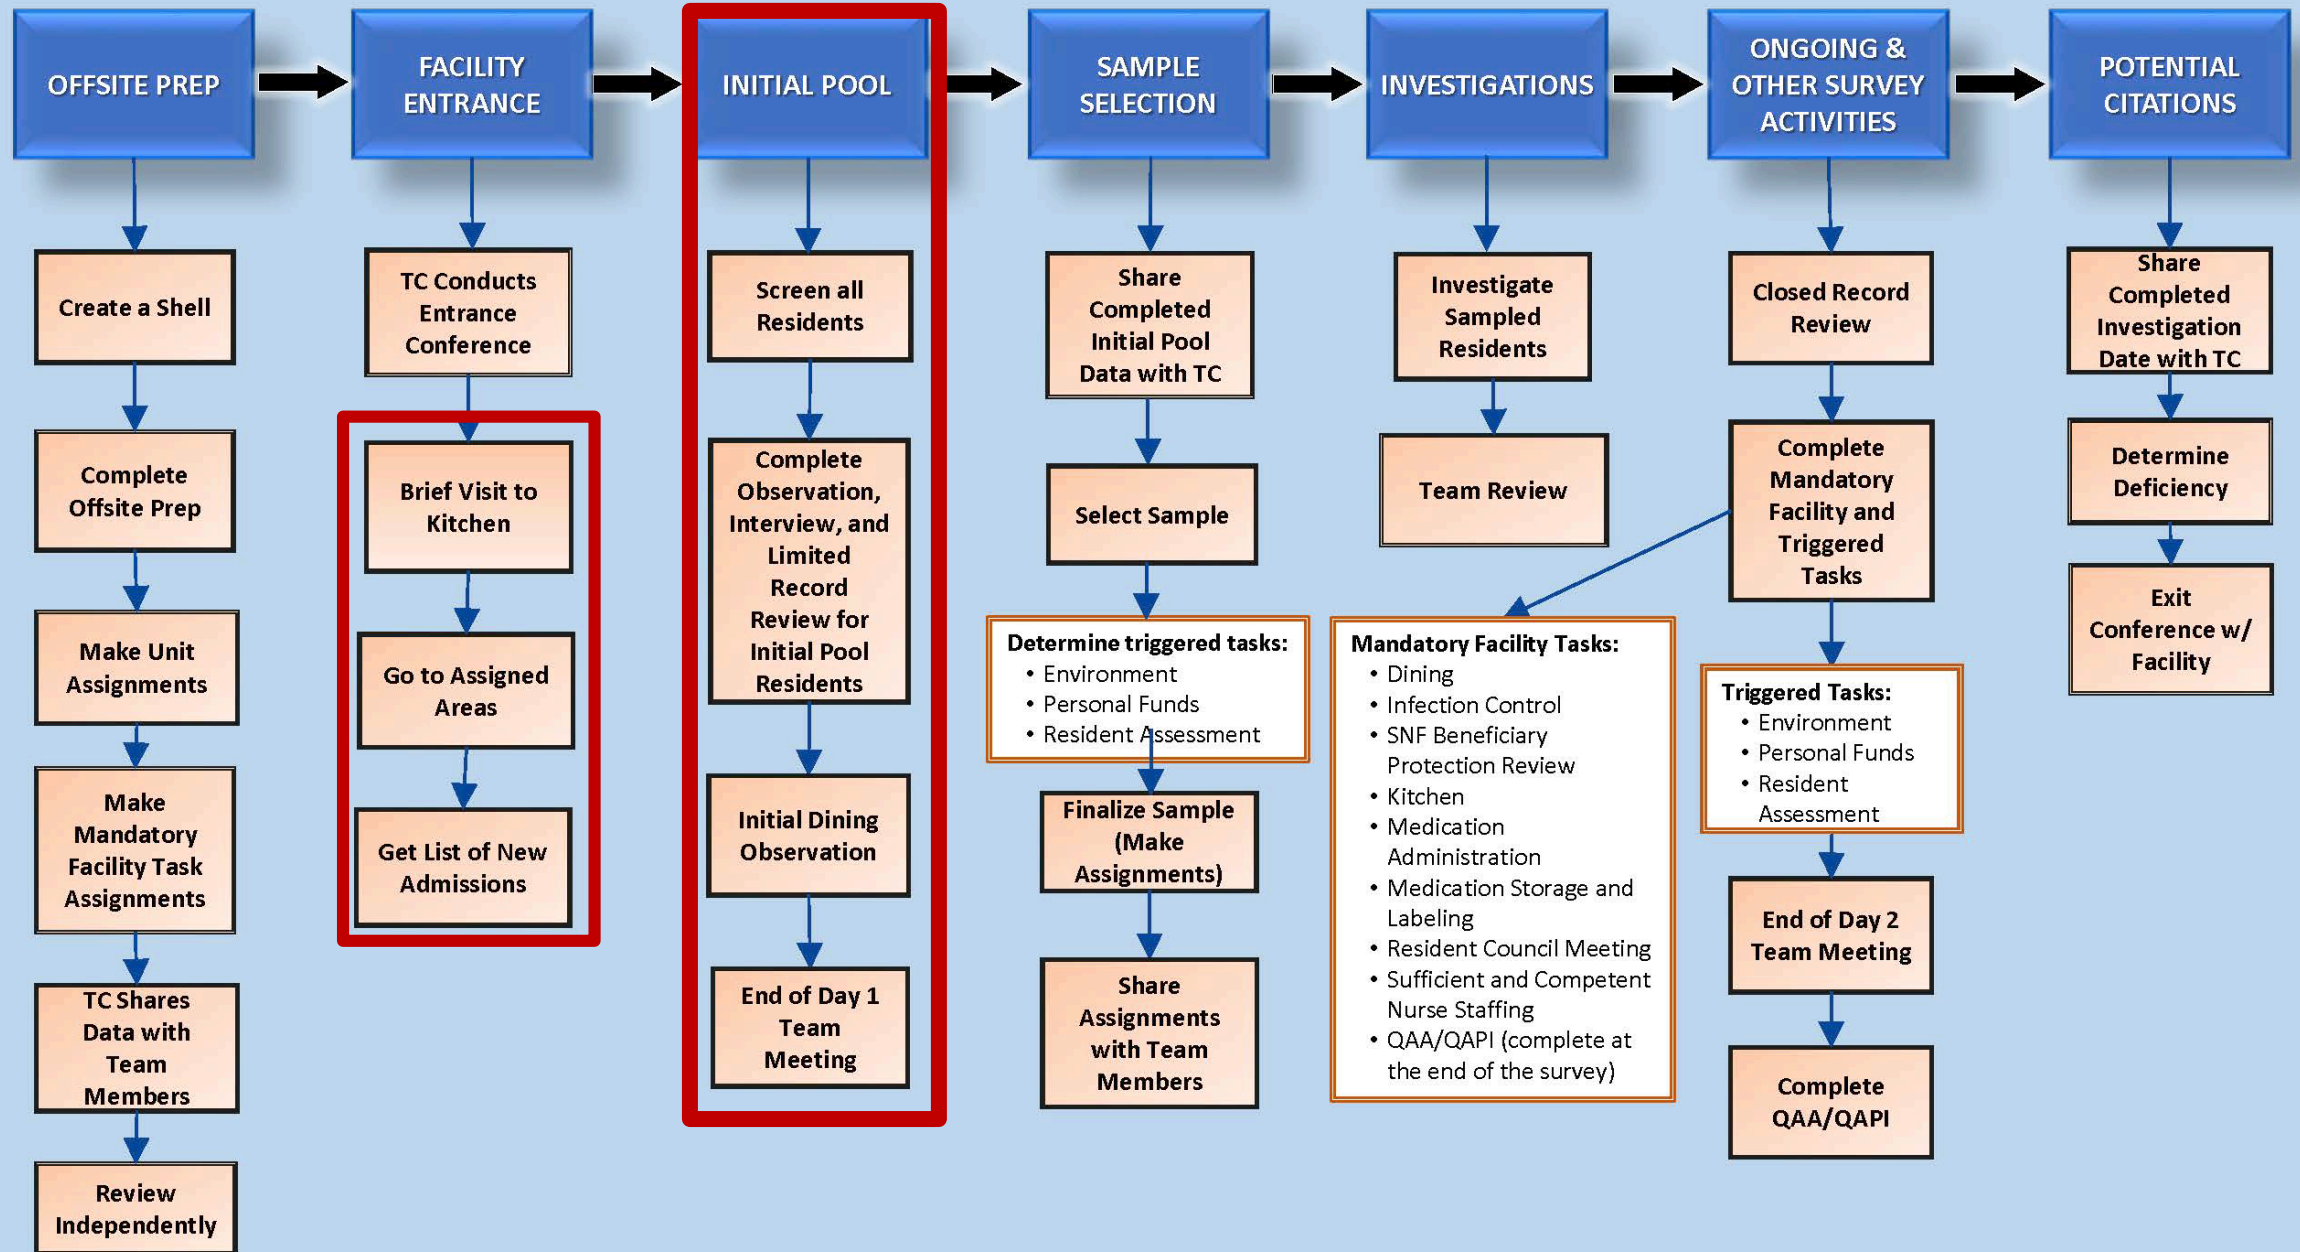 OFFSITE PREP
FACILITY
ENTRANCE
INITIAL POOL
SAMPLE
SELECTION
INVESTIGATIONS
ONGOING &
OTHER SURVEY
ACTIVITIES
POTENTIAL
CITATIONS
Create a Shell
Complete
Offsite Prep
Make Unit
Assignments
Make
Mandatory
Facility Task
Assignments
TC Shares
Data with
Team
Members
Review
Independently
TC Conducts
Entrance
Conference
Brief Visit to
Kitchen
Go to Assigned
Areas
Get List of New
Admissions
Screen all
Residents
Complete
Observation,
Interview, and
Limited
Record
Review for
Initial Pool
Residents
Initial Dining
Observation
End of Day 1
Team
Meeting
Share
Completed
Initial Pool
Data with TC
Select Sample
Determine triggered tasks:
• Environment
• Personal Funds
• Resident Assessment
Finalize Sample
(Make
Assignments)
Share
Assignments
with Team
Members
Investigate
Sampled
Residents
Team Review
Mandatory Facility Tasks:
• Dining
• Infection Control
• SNF Beneficiary
Protection Review
• Kitchen
• Medication
Administration
• Medication Storage and
Labeling
• Resident Council Meeting
• Sufficient and Competent
Nurse Staffing
• QAA/QAPI (complete at
the end of the survey)
Closed Record
Review
Complete
Mandatory
Facility and
Triggered
Tasks
Triggered Tasks:
• Environment
• Personal Funds
• Resident
Assessment
End of Day 2
Team Meeting
Complete
QAA/QAPI
Share
Completed
Investigation
Date with TC
Determine
Deficiency
Exit
Conference w/
Facility